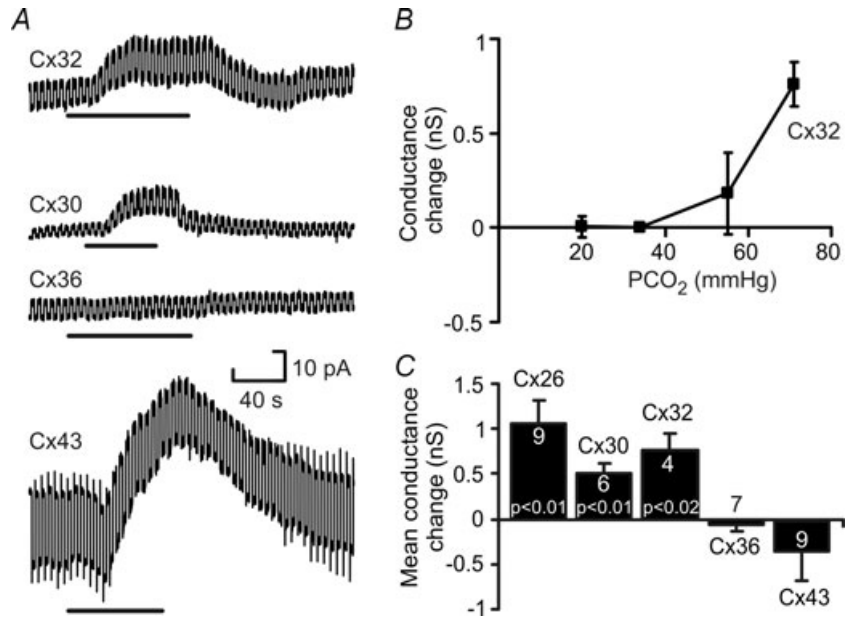 A
Cx32
Cx30
Cx36
10 pA
40 s
Cx43
B
1
0.5
0
-0.5
Conductance
change (nS)
Cx32
20
40
60
80
PCO2 (mmHg)
C
1.5
1
0.5
0
-0.5
-1
Mean conductance
change (nS)
Cx26
9
p<0.01
Cx30
6
p<0.01
Cx32
4
p<0.02
7
Cx36
9
Cx43